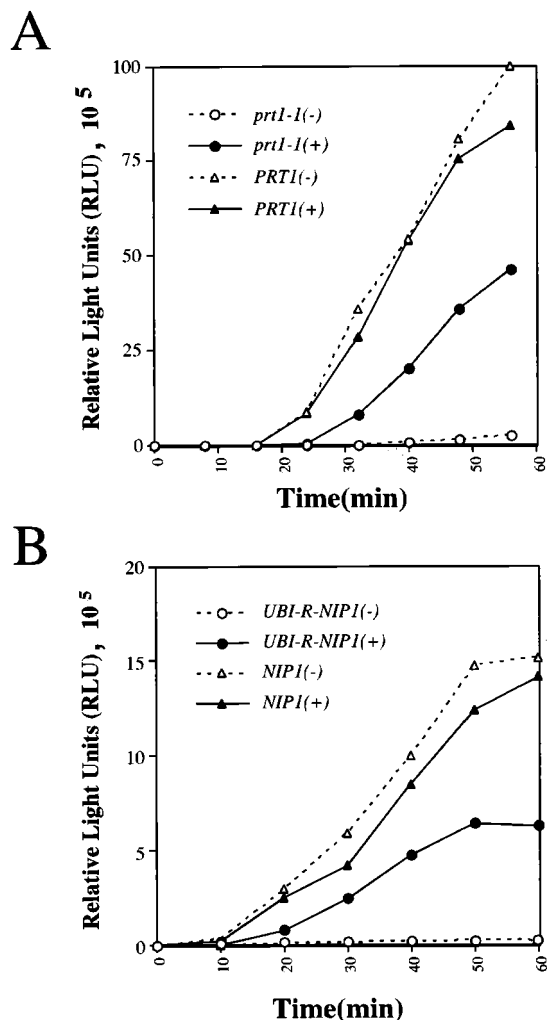 A
100
75
50
25
0
Relative Light Units (RLU), 10 5
prt1-1(-)
prt1-1(+)
PRT1(-)
PRT1(+)
0 10 20 30 40 50 60
Time(min)
B
20
15
10
5
0
Relative Light Units (RLU), 10 5
UBI-R-NIP1(-)
UBI-R-NIP1(+)
NIP1(-)
NIP1(+)
0 10 20 30 40 50 60
Time(min)